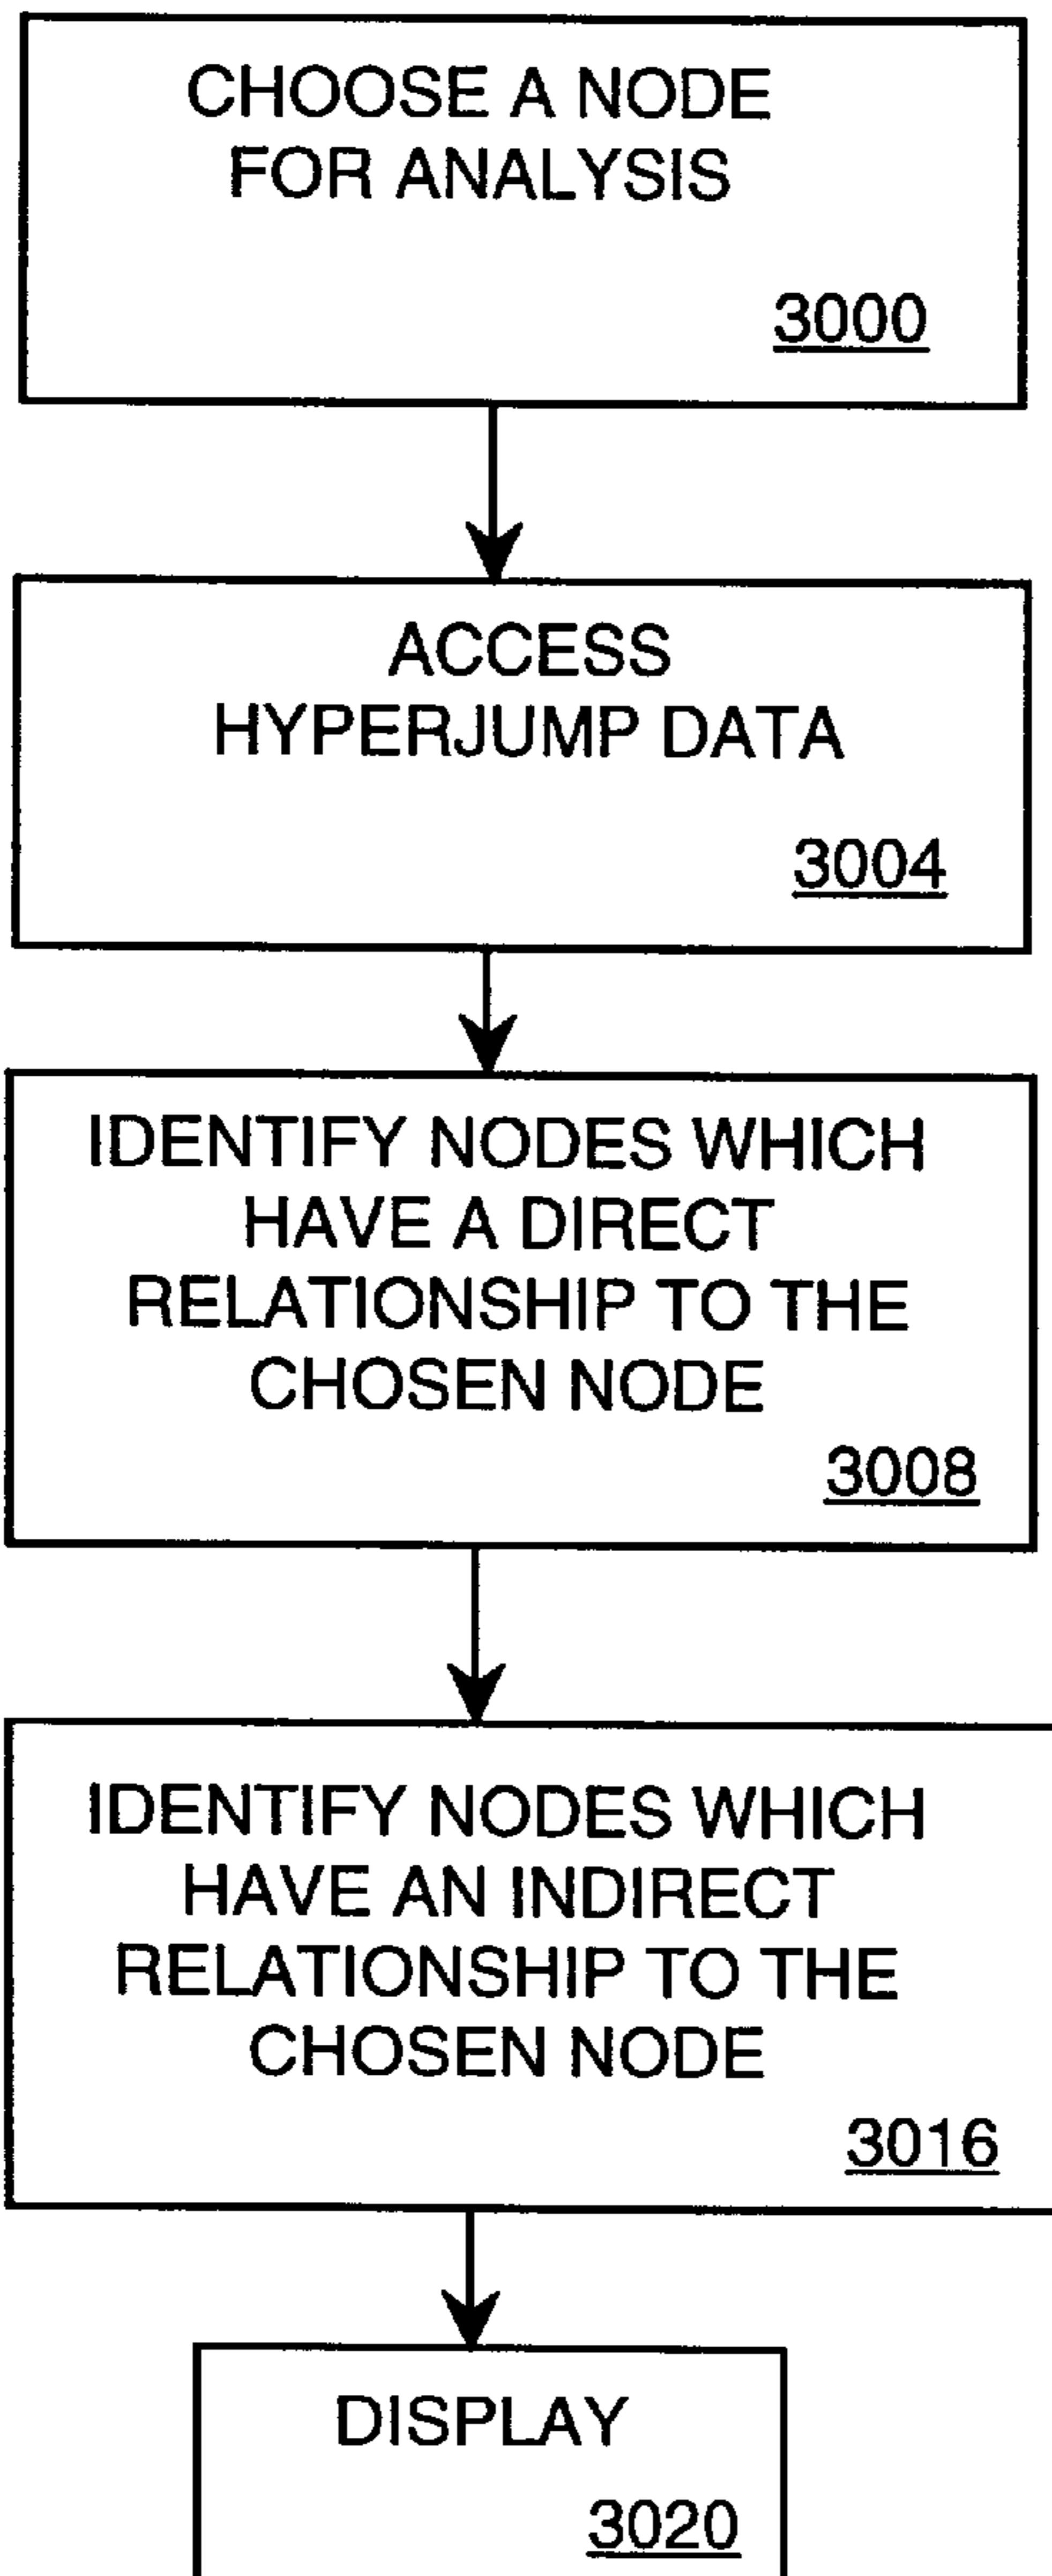 CHOOSE A NODE
FOR ANALYSIS
3000
ACCESS
HYPERJUMP DATA
3004
IDENTIFY NODES WHICH
HAVE A DIRECT
RELATIONSHIP TO THE
CHOSEN NODE
3008
IDENTIFY NODES WHICH
HAVE AN INDIRECT
RELATIONSHIP TO THE
CHOSEN NODE
3016
DISPLAY
3020